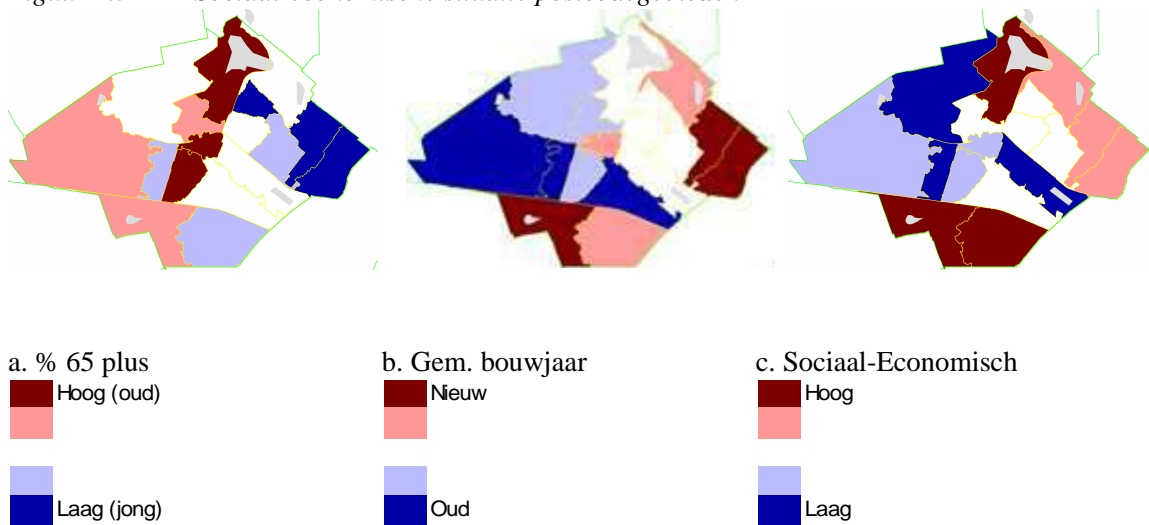 a. % 65 plus
Hoog (oud)
Laag (jong)
b. Gem. bouwjaar
Nieuw
Oud
c. Sociaal-Economisch
Hoog
Laag